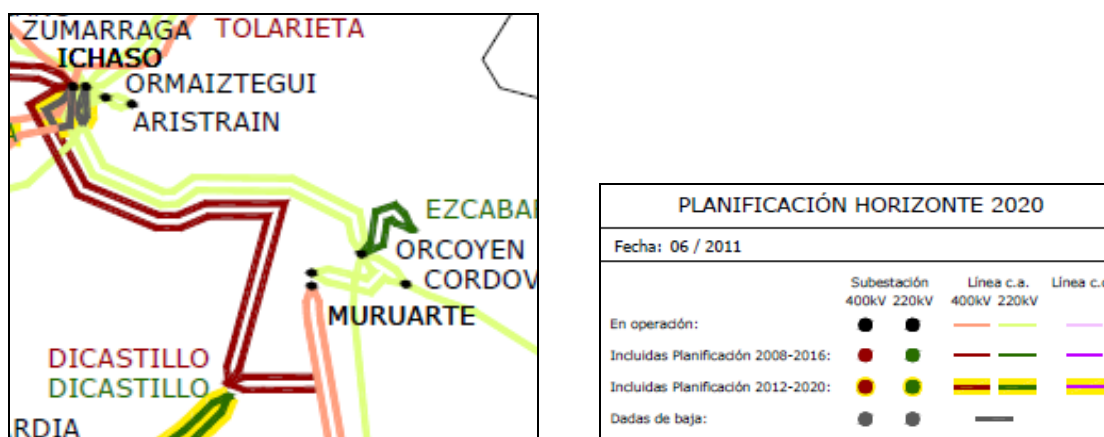 ZUMARRAGA TOLARIETA
ICHASO
ORMAIZTEGUI
ARISTRAIN
EZCABA
ORCOYEN
CORDOV
MURUARTE
DICASTILLO
DICASTILLO
RDIA
PLANIFICACIÓN HORIZONTE 2020
Fecha: 06 / 2011
Subestación Línea c.a. Línea c.
400kV 220kV 400kV 220kV
En operación:
Incluidas Planificación 2008-2016:
Incluidas Planificación 2012-2020:
Dadas de baja: